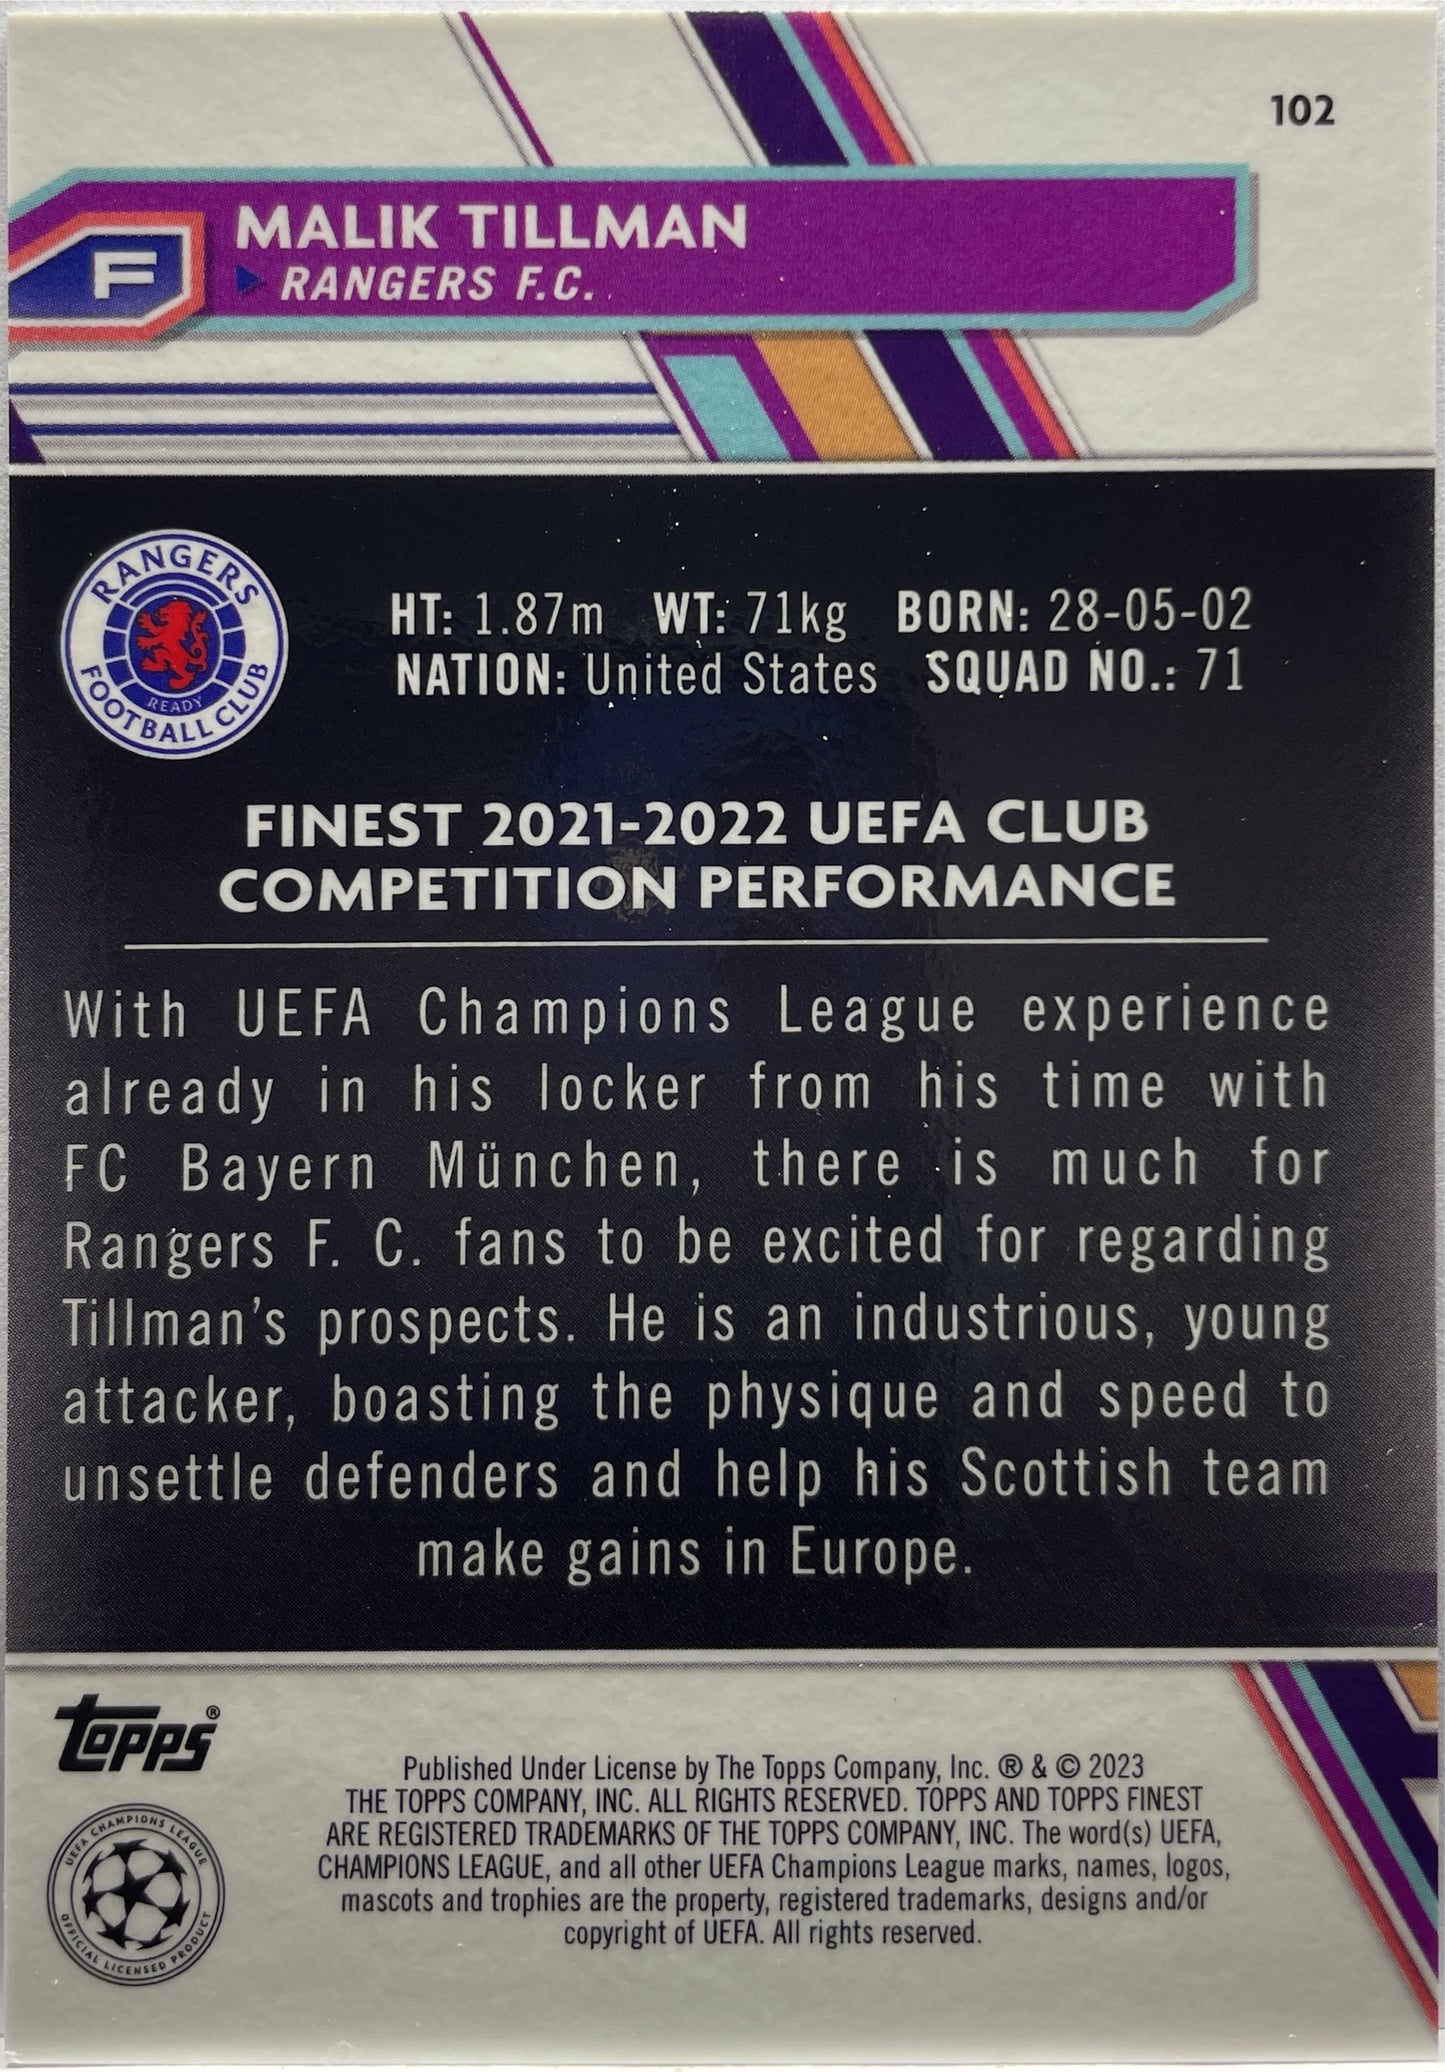 102
MALIK TILLMAN
F
RANGERS F.C.
RANGERS
FOOTBALL CLUB
READY
HT: 1.87m WT: 71kg BORN: 28-05-02
NATION: United States SQUAD NO.: 71
FINEST 2021-2022 UEFA CLUB
COMPETITION PERFORMANCE
With UEFA Champions League experience
already in his locker from his time with
FC Bayern München, there is much for
Rangers F. C. fans to be excited for regarding
Tillman's prospects. He is an industrious, young
attacker, boasting the physique and speed to
unsettle defenders and help his Scottish team
make gains in Europe.
topps®
Published Under License by The Topps Company, Inc. ® & © 2023
THE TOPPS COMPANY, INC. ALL RIGHTS RESERVED. TOPPS AND TOPPS FINEST
ARE REGISTERED TRADEMARKS OF THE TOPPS COMPANY, INC. The word(s) UEFA,
CHAMPIONS LEAGUE, and all other UEFA Champions League marks, names, logos,
mascots and trophies are the property, registered trademarks, designs and/or
copyright of UEFA. All rights reserved.
UEFA CHAMPIONS LEAGUE
OFFICIAL LICENSED PRODUCT